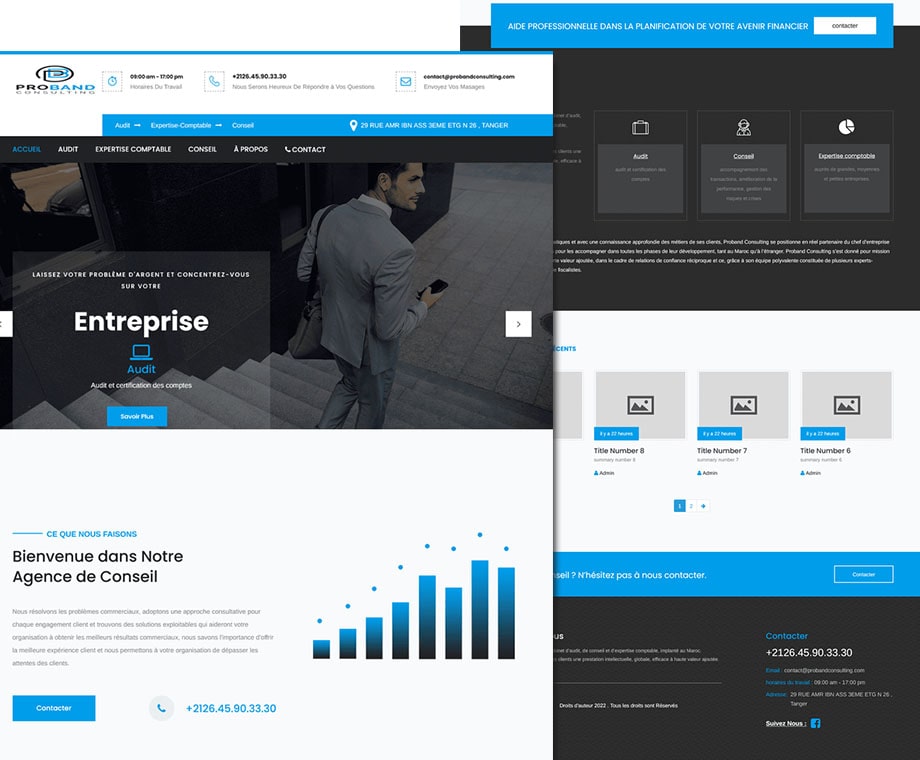 AIDE PROFESSIONNELLE DANS LA PLANIFICATION DE VOTRE AVENIR FINANCIER
contacter
PROBAND
CONSULTING
09:00 am - 17:00 pm
Horaires Du Travail
+2126.45.90.33.30
Nous Serons Heureux De Répondre à Vos Questions
contact@probandconsulting.com
Envoyez Vos Masages
Audit
Expertise-Comptable
Conseil
29 RUE AMR IBN ASS 3EME ETG N 26 , TANGER
ACCUEIL
AUDIT
EXPERTISE COMPTABLE
CONSEIL
À PROPOS
CONTACT
LAISSEZ VOTRE PROBLÈME D'ARGENT ET CONCENTREZ-VOUS
SUR VOTRE
Entreprise
Audit
Audit et certification des comptes
Savoir Plus
CE QUE NOUS FAISONS
Bienvenue dans Notre
Agence de Conseil
Nous résolvons les problèmes commerciaux, adoptons une approche consultative pour
chaque engagement client et trouvons des solutions exploitables qui aideront votre
organisation à obtenir les meilleurs résultats commerciaux, nous savons l'importance d'offrir
la meilleure expérience client et nous permettons à votre organisation de dépasser les
attentes des clients.
Contacter
+2126.45.90.33.30
Audit
audit et certification des
comptes
Conseil
accompagnement des
transactions, amélioration de la
performance, gestion des
risques et crises
Expertise comptable
auprès de grandes, moyennes
et petites entreprises.
et avec une connaissance approfondie des métiers de ses clients, Proband Consulting se positionne en réel partenaire du chef d'entreprise
pour les accompagner dans toutes les phases de leur développement, tant au Maroc qu'à l'étranger. Proband Consulting s'est donné pour mission
valeur ajoutée, dans le cadre de relations de confiance réciproque et ce, grâce à son équipe polyvalente constituée de plusieurs experts-
fiscalistes.
il y a 22 heures
Title Number 8
summary number 8
Admin
il y a 22 heures
Title Number 7
summary number 7
Admin
il y a 22 heures
Title Number 6
summary number 6
Admin
1 2
? N'hésitez pas à nous contacter.
Contacter
d'audit, de conseil et d'expertise comptable, implanté au Maroc.
clients une prestation intellectuelle, globale, efficace à haute valeur ajoutée.
Droits d'auteur 2022 . Tous les droits sont Réservés
Contacter
+2126.45.90.33.30
Email : contact@probandconsulting.com
horaires du travail : 09:00 am - 17:00 pm
Adresse : 29 RUE AMR IBN ASS 3EME ETG N 26 ,
Tanger
Suivez Nous :